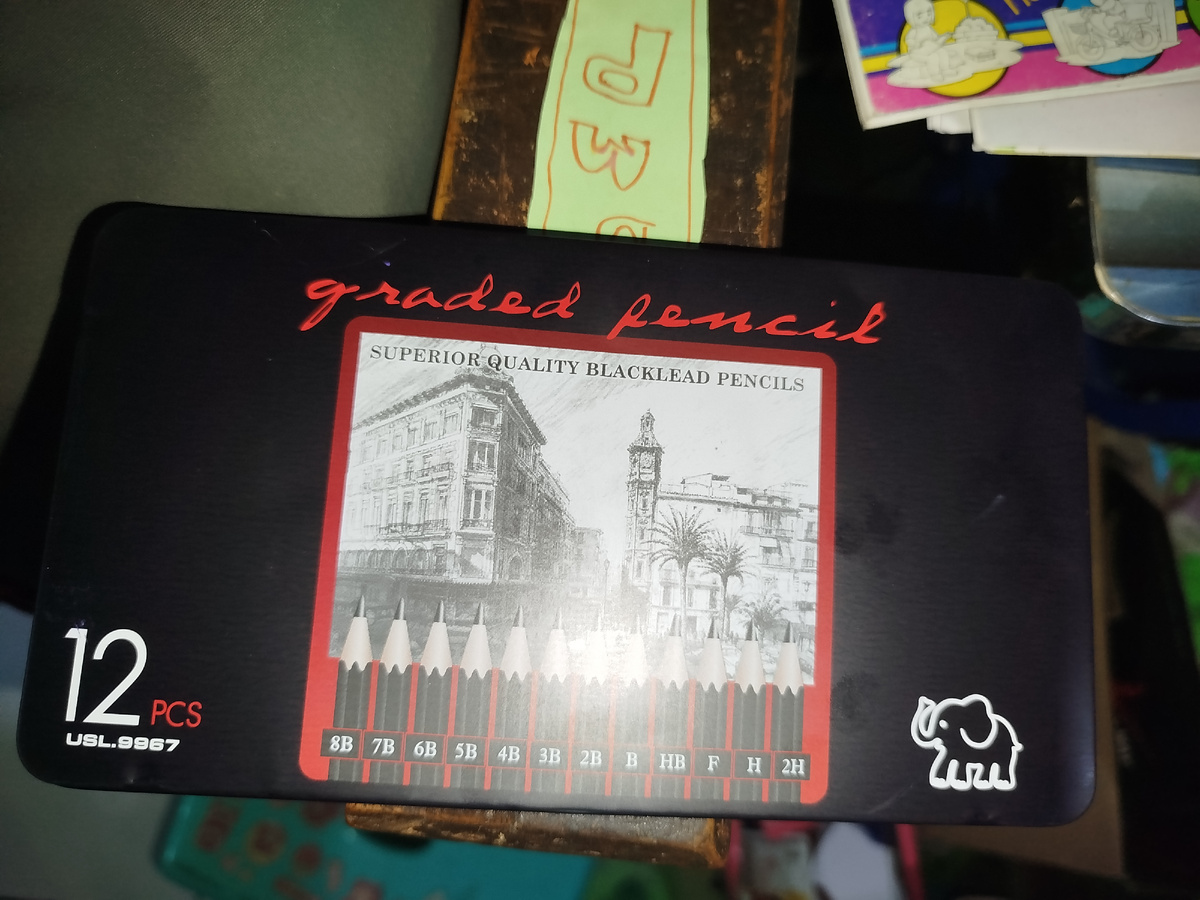 graded pencil
SUPERIOR QUALITY BLACKLEAD PENCILS
12 PCS
USL.9967
8B 7B 6B 5B 4B 3B 2B B HB F H 2H